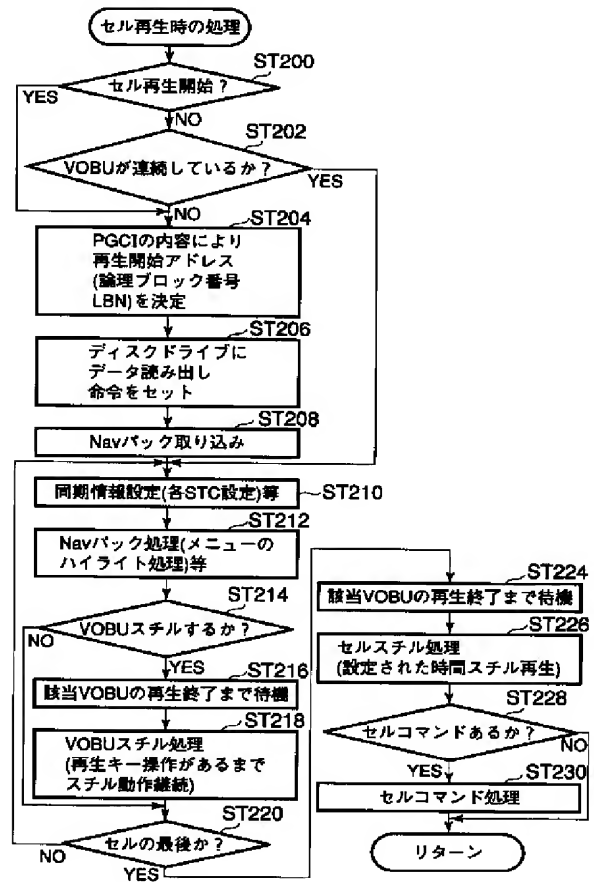 セル再生時の処理
ST200
セル再生開始？
YES
NO
ST202
VOBUが連続しているか？
YES
NO
ST204
PGCIの内容により
再生開始アドレス
(論理ブロック番号
LBN)を決定
ST206
ディスクドライブに
データ読み出し
命令をセット
ST208
Navパック取り込み
同期情報設定(各STC設定)等
ST210
ST212
Navパック処理(メニューの
ハイライト処理)等
ST214
VOBUスチルするか？
NO
YES
ST216
該当VOBUの再生終了まで待機
ST218
VOBUスチル処理
(再生キー操作があるまで
スチル動作継続)
ST220
セルの最後か？
NO
YES
ST224
該当VOBUの再生終了まで待機
ST226
セルスチル処理
(設定された時間スチル再生)
ST228
セルコマンドあるか？
NO
YES
ST230
セルコマンド処理
リターン